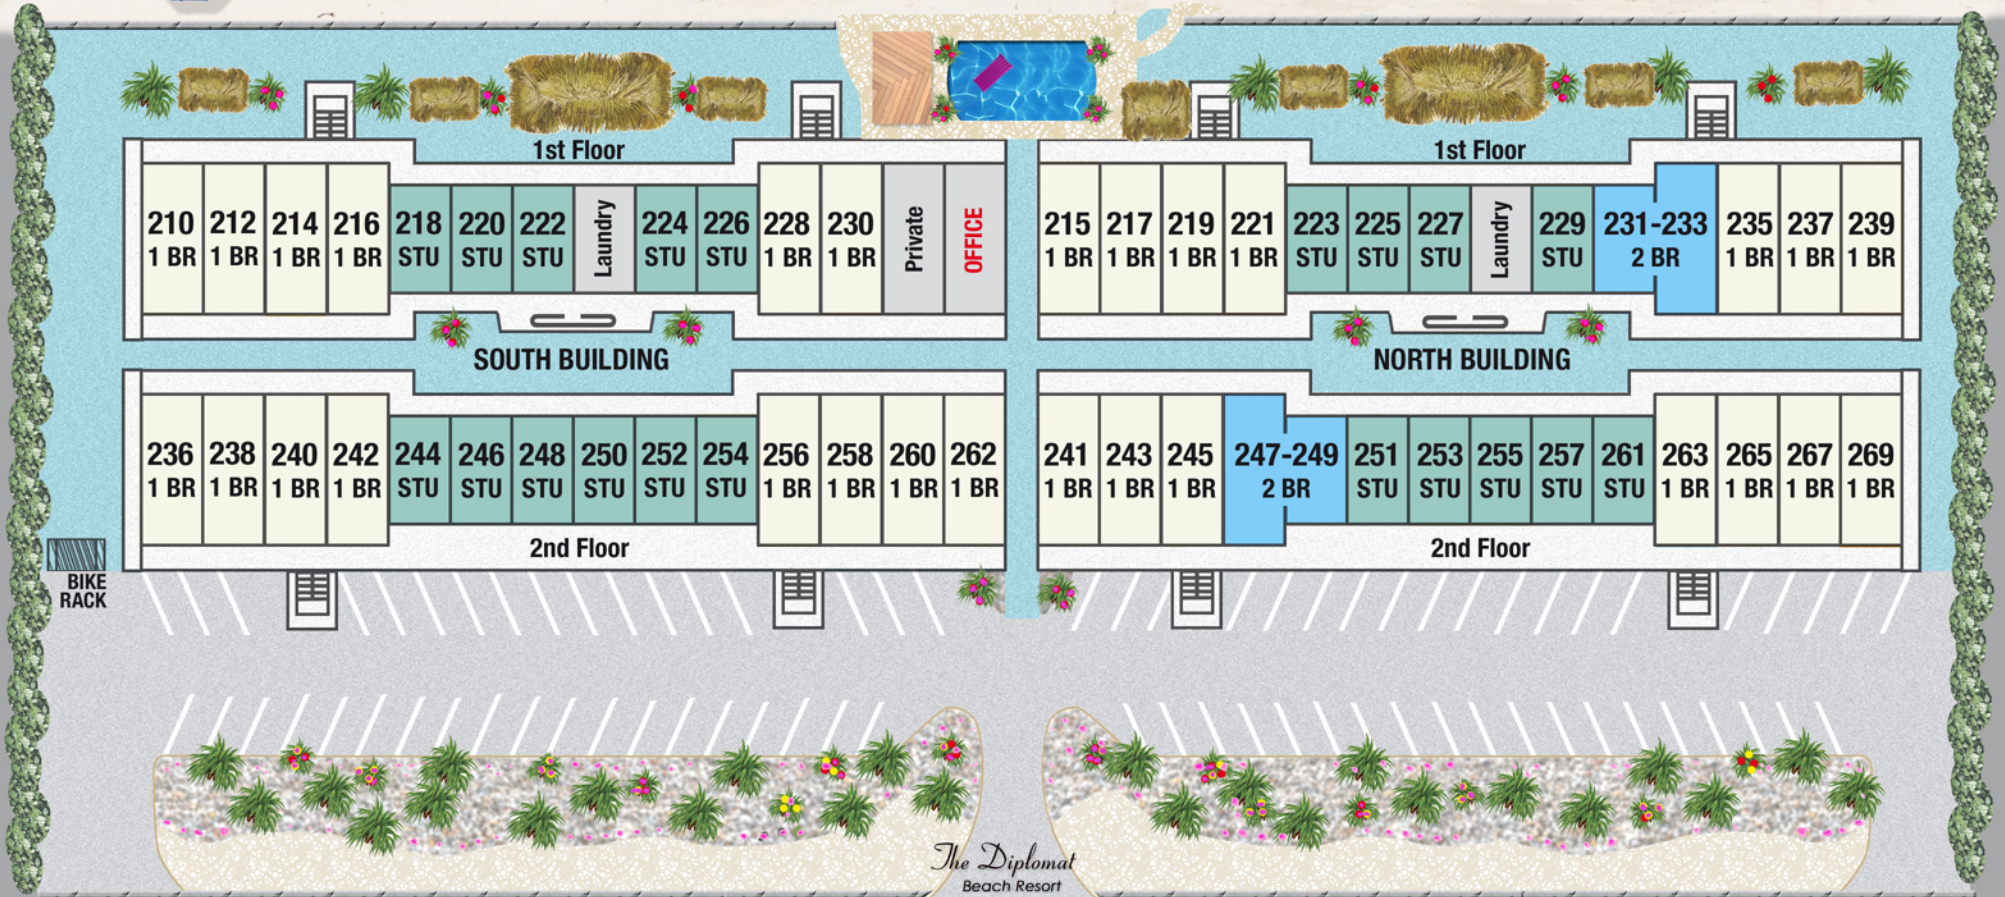 1st Floor
210 212 214 216 218 220 222 Laundry 224 226 228 230 Private OFFICE
1 BR 1 BR 1 BR 1 BR STU STU STU STU STU 1 BR 1 BR
SOUTH BUILDING
236 238 240 242 244 246 248 250 252 254 256 258 260 262
1 BR 1 BR 1 BR 1 BR STU STU STU STU STU STU 1 BR 1 BR 1 BR 1 BR
2nd Floor
1st Floor
215 217 219 221 223 225 227 Laundry 229 231-233 235 237 239
1 BR 1 BR 1 BR 1 BR STU STU STU STU 2 BR 1 BR 1 BR 1 BR
NORTH BUILDING
241 243 245 247-249 251 253 255 257 261 263 265 267 269
1 BR 1 BR 1 BR 2 BR STU STU STU STU STU 1 BR 1 BR 1 BR 1 BR
2nd Floor
BIKE
RACK
The Diplomat
Beach Resort